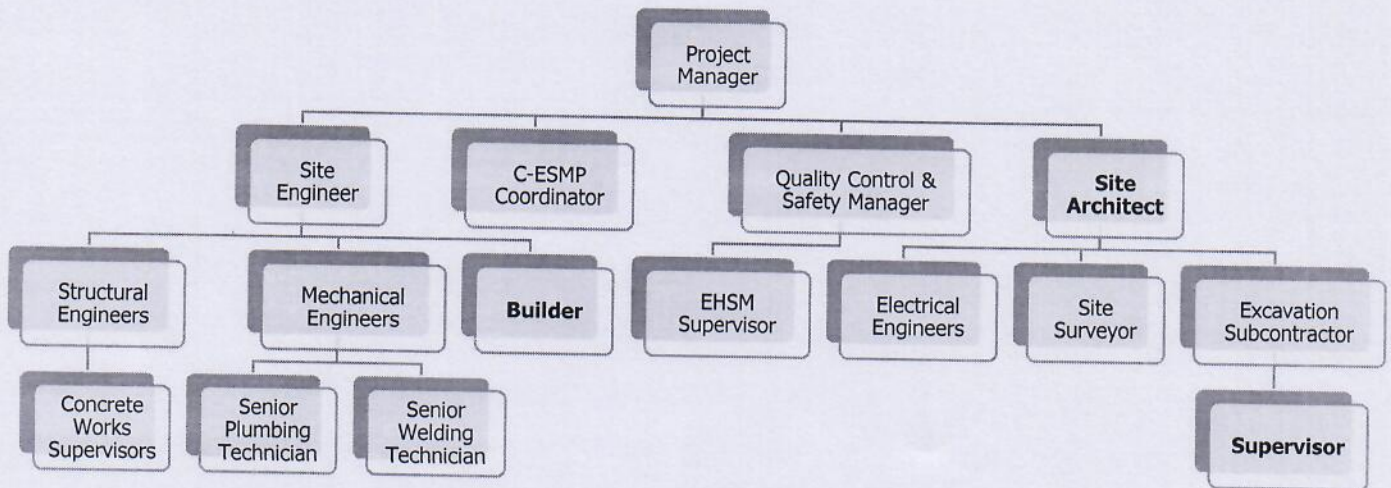 Project
Manager
Site
Engineer
C-ESMP
Coordinator
Quality Control &
Safety Manager
Site
Architect
Structural
Engineers
Mechanical
Engineers
Builder
EHSM
Supervisor
Electrical
Engineers
Site
Surveyor
Excavation
Subcontractor
Concrete
Works
Supervisors
Senior
Plumbing
Technician
Senior
Welding
Technician
Supervisor